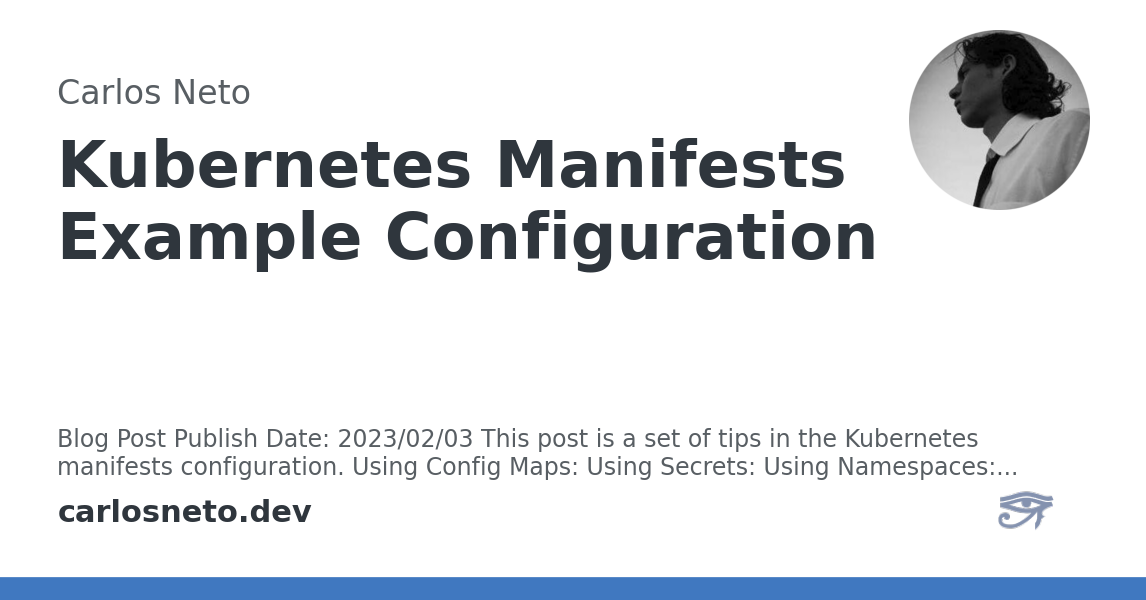 Carlos Neto
Kubernetes Manifests
Example Configuration
Blog Post Publish Date: 2023/02/03 This post is a set of tips in the Kubernetes
manifests configuration. Using Config Maps: Using Secrets: Using Namespaces:...
carlosneto.dev